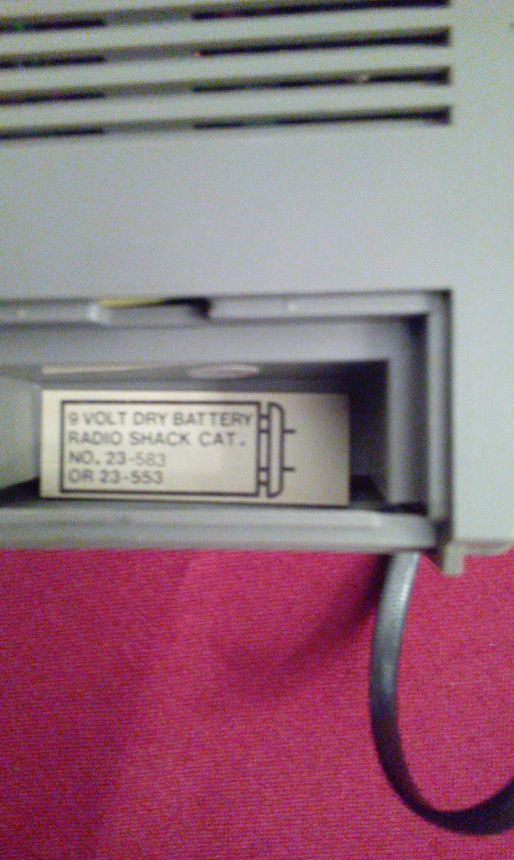 9 VOLT DRY BATTERY
RADIO SHACK CAT.
NO. 23-583
OR 23-553